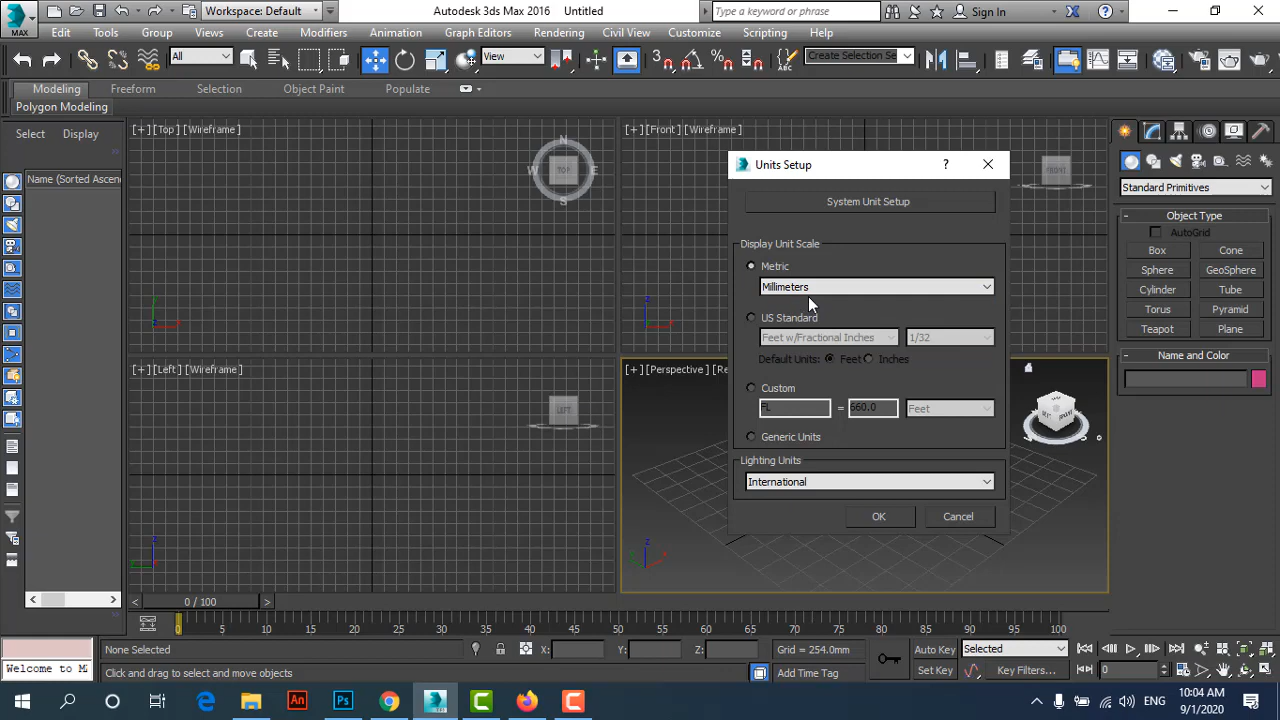 Workspace: Default
Autodesk 3ds Max 2016 Untitled
Type a keyword or phrase
Sign In
MAX
Edit Tools Group Views Create Modifiers Animation Graph Editors Rendering Civil View Customize Scripting Help
All
View
Create Selection Se
Modeling Freeform Selection Object Paint Populate
Polygon Modeling
Select Display
Name (Sorted Ascen
[+] [Top] [Wireframe]
N
W E
S
TOP
[+] [Front] [Wireframe]
FRONT
[+] [Left] [Wireframe]
LEFT
[+] [Perspective] [Re
Units Setup
?
System Unit Setup
Display Unit Scale
Metric
Millimeters
US Standard
Feet w/Fractional Inches 1/32
Default Units: Feet Inches
Custom
FL = 660.0 Feet
Generic Units
Lighting Units
International
OK Cancel
Standard Primitives
Object Type
AutoGrid
Box Cone
Sphere GeoSphere
Cylinder Tube
Torus Pyramid
Teapot Plane
Name and Color
0 / 100
0 5 10 15 20 25 30 35 40 45 50 55 60 65 70 75 80 85 90 95 100
None Selected
X: Y: Z:
Grid = 254.0mm
Auto Key Selected
Welcome to M
Click and drag to select and move objects
Add Time Tag
Set Key Key Filters...
0
ENG
10:04 AM
9/1/2020